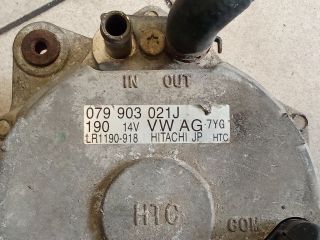 IN OUT
079 903 021J
190 14V VW AG 7YG
LR1190-918 HITACHI JP HTC
HTC
COM